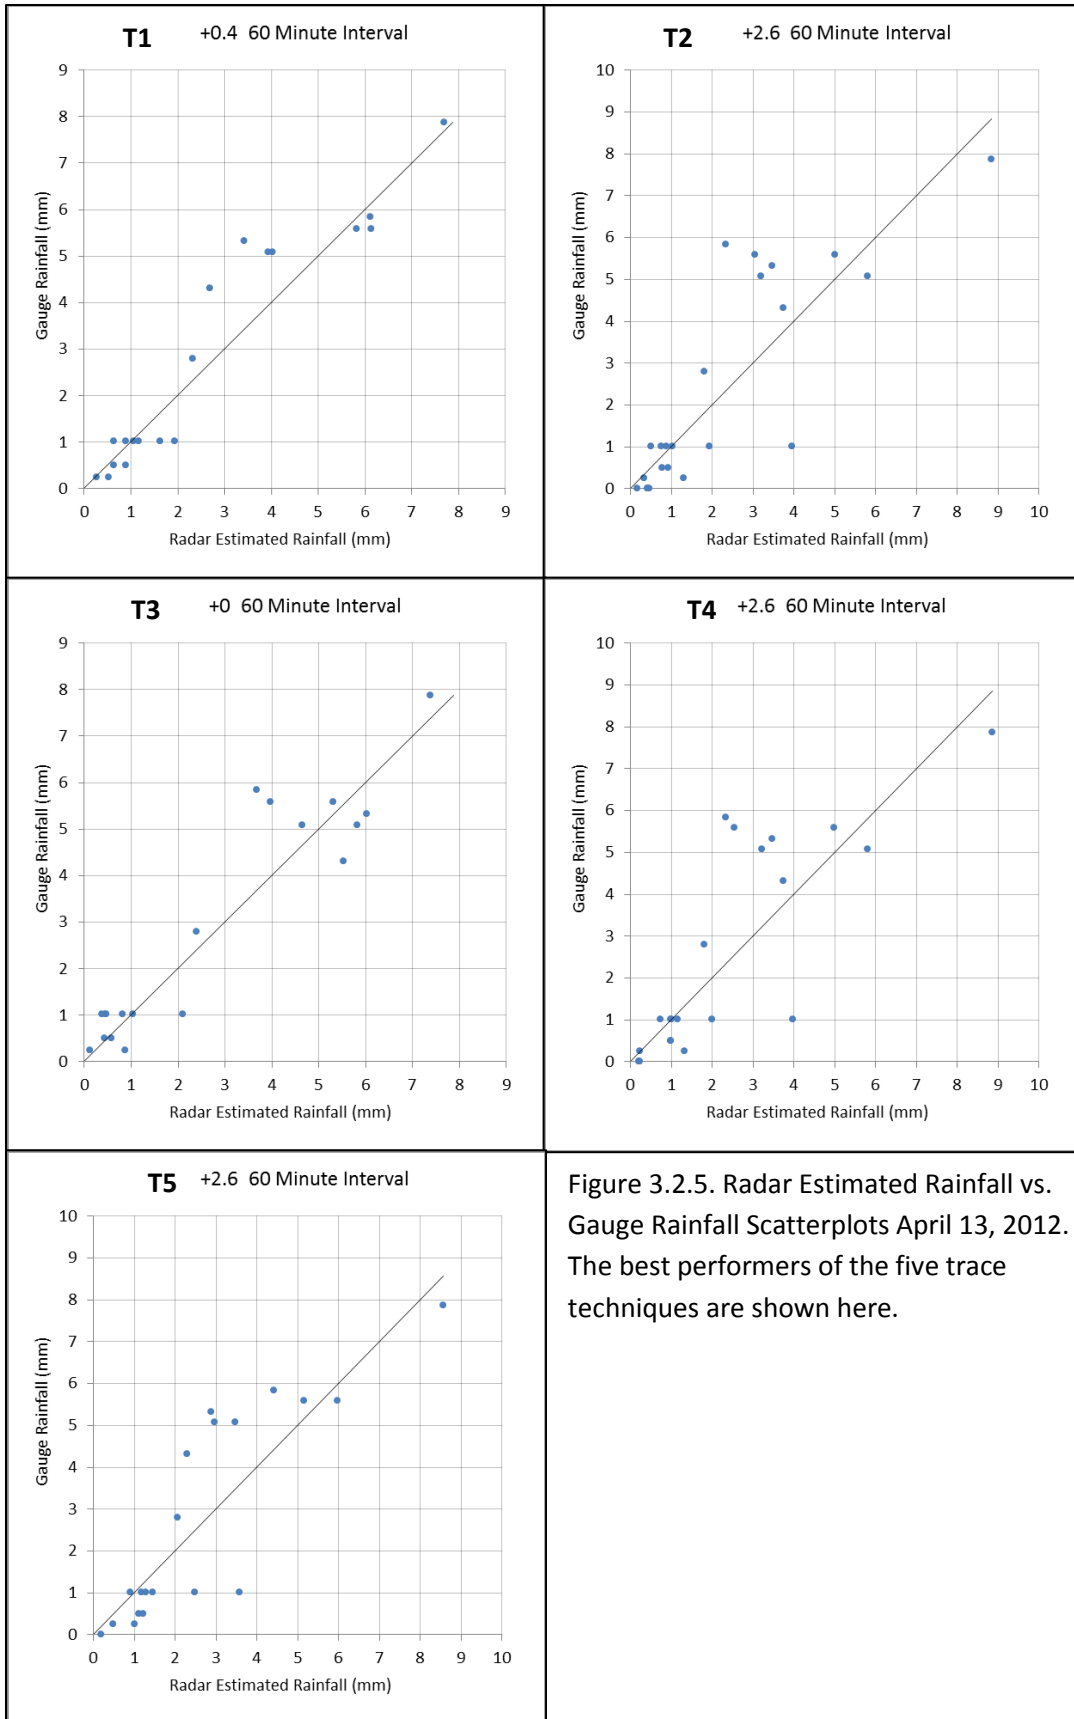 T1 +0.4 60 Minute Interval
9
8
7
6
5
4
3
2
1
0
Gauge Rainfall (mm)
0 1 2 3 4 5 6 7 8 9
Radar Estimated Rainfall (mm)
T2 +2.6 60 Minute Interval
10
9
8
7
6
5
4
3
2
1
0
Gauge Rainfall (mm)
0 1 2 3 4 5 6 7 8 9 10
Radar Estimated Rainfall (mm)
T3 +0 60 Minute Interval
9
8
7
6
5
4
3
2
1
0
Gauge Rainfall (mm)
0 1 2 3 4 5 6 7 8 9
Radar Estimated Rainfall (mm)
T4 +2.6 60 Minute Interval
10
9
8
7
6
5
4
3
2
1
0
Gauge Rainfall (mm)
0 1 2 3 4 5 6 7 8 9 10
Radar Estimated Rainfall (mm)
T5 +2.6 60 Minute Interval
10
9
8
7
6
5
4
3
2
1
0
Gauge Rainfall (mm)
0 1 2 3 4 5 6 7 8 9 10
Radar Estimated Rainfall (mm)
Figure 3.2.5. Radar Estimated Rainfall vs.
Gauge Rainfall Scatterplots April 13, 2012.
The best performers of the five trace
techniques are shown here.